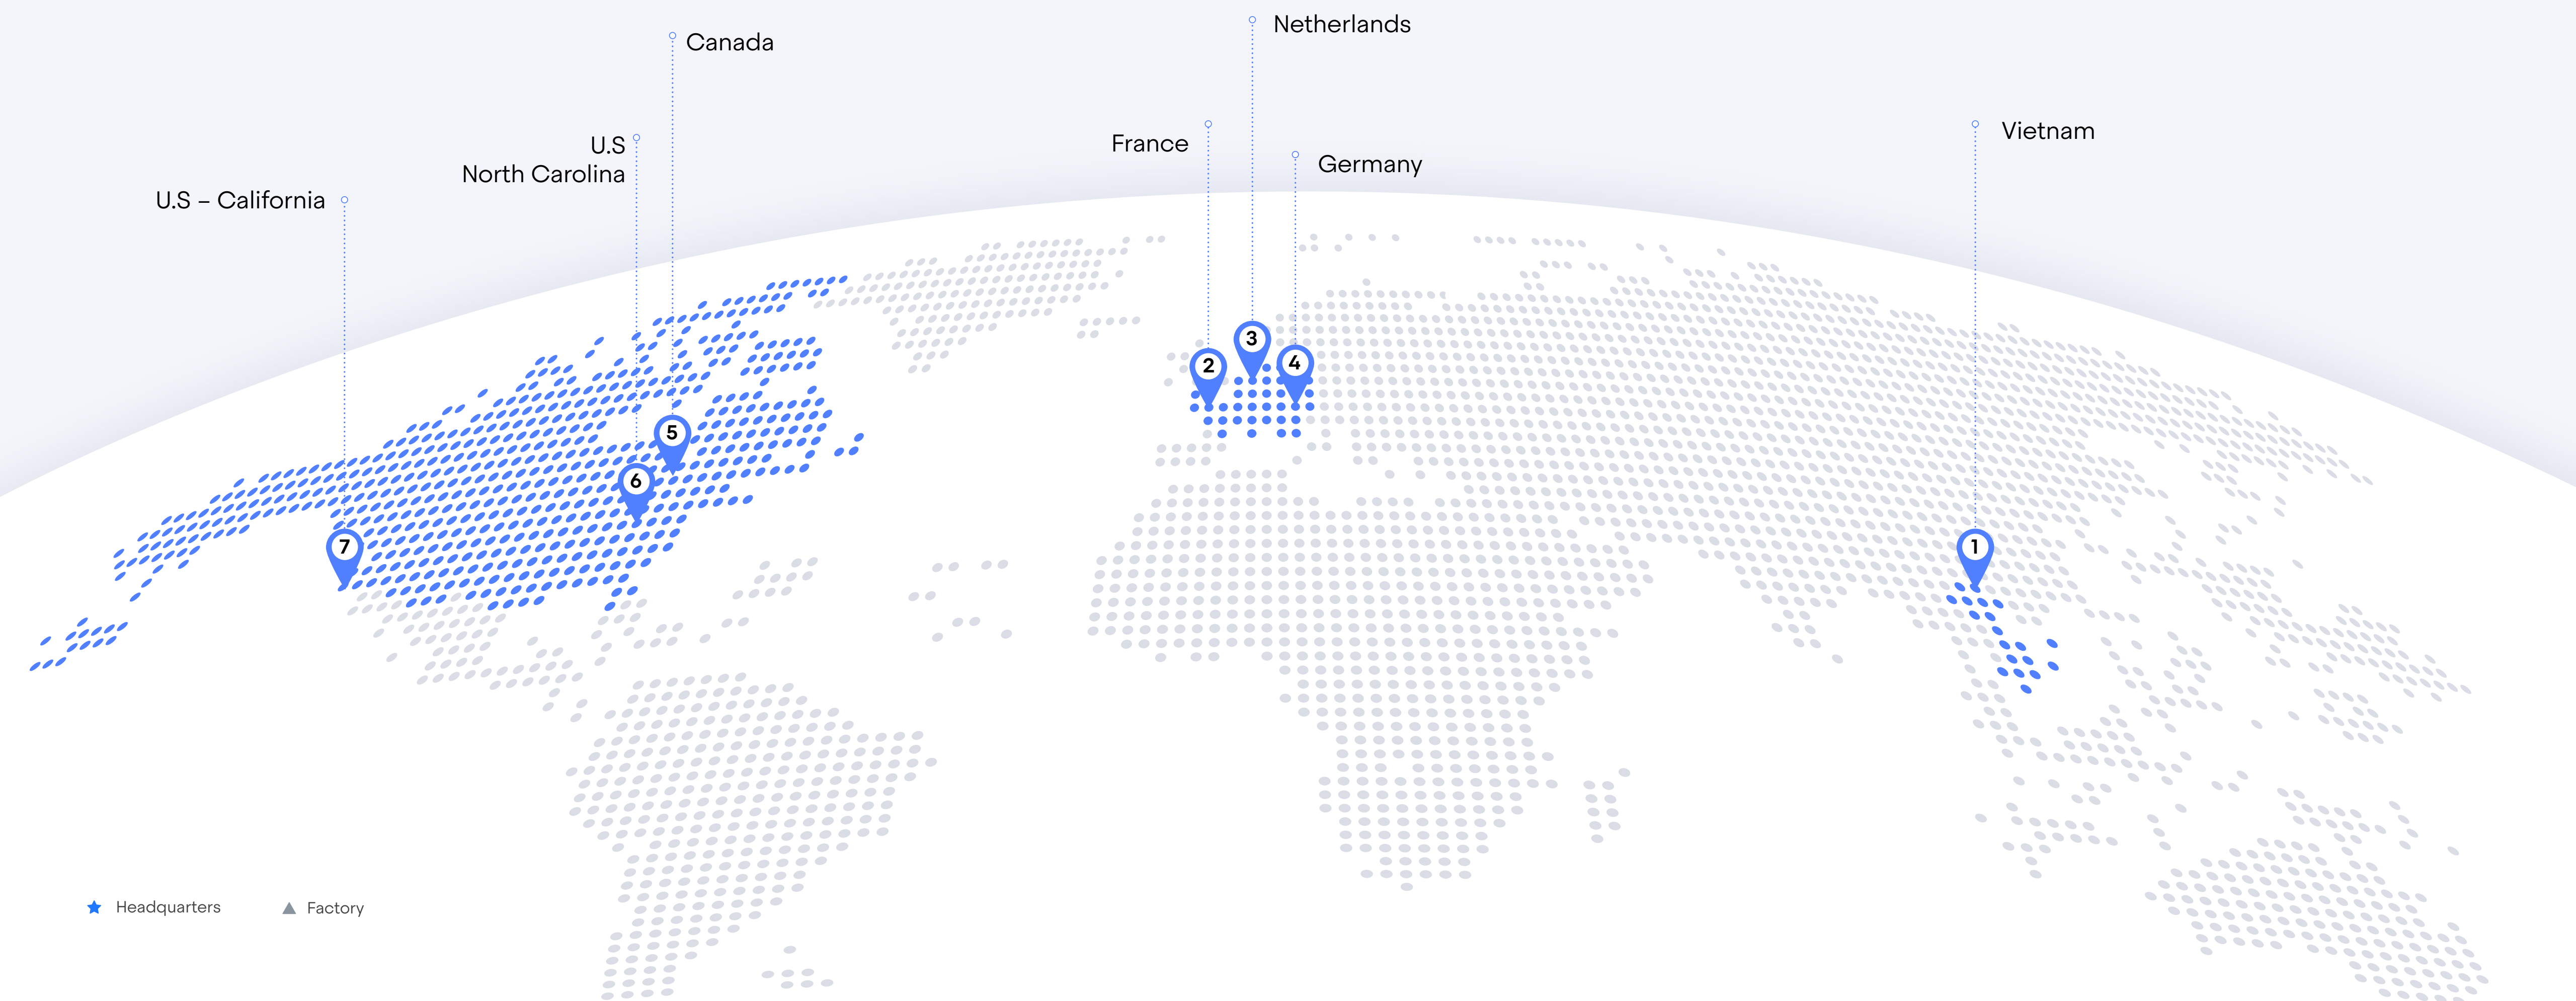 Netherlands
Canada
Vietnam
France
U.S
North Carolina
Germany
U.S – California
3
2
4
5
6
7
1
Headquarters
Factory